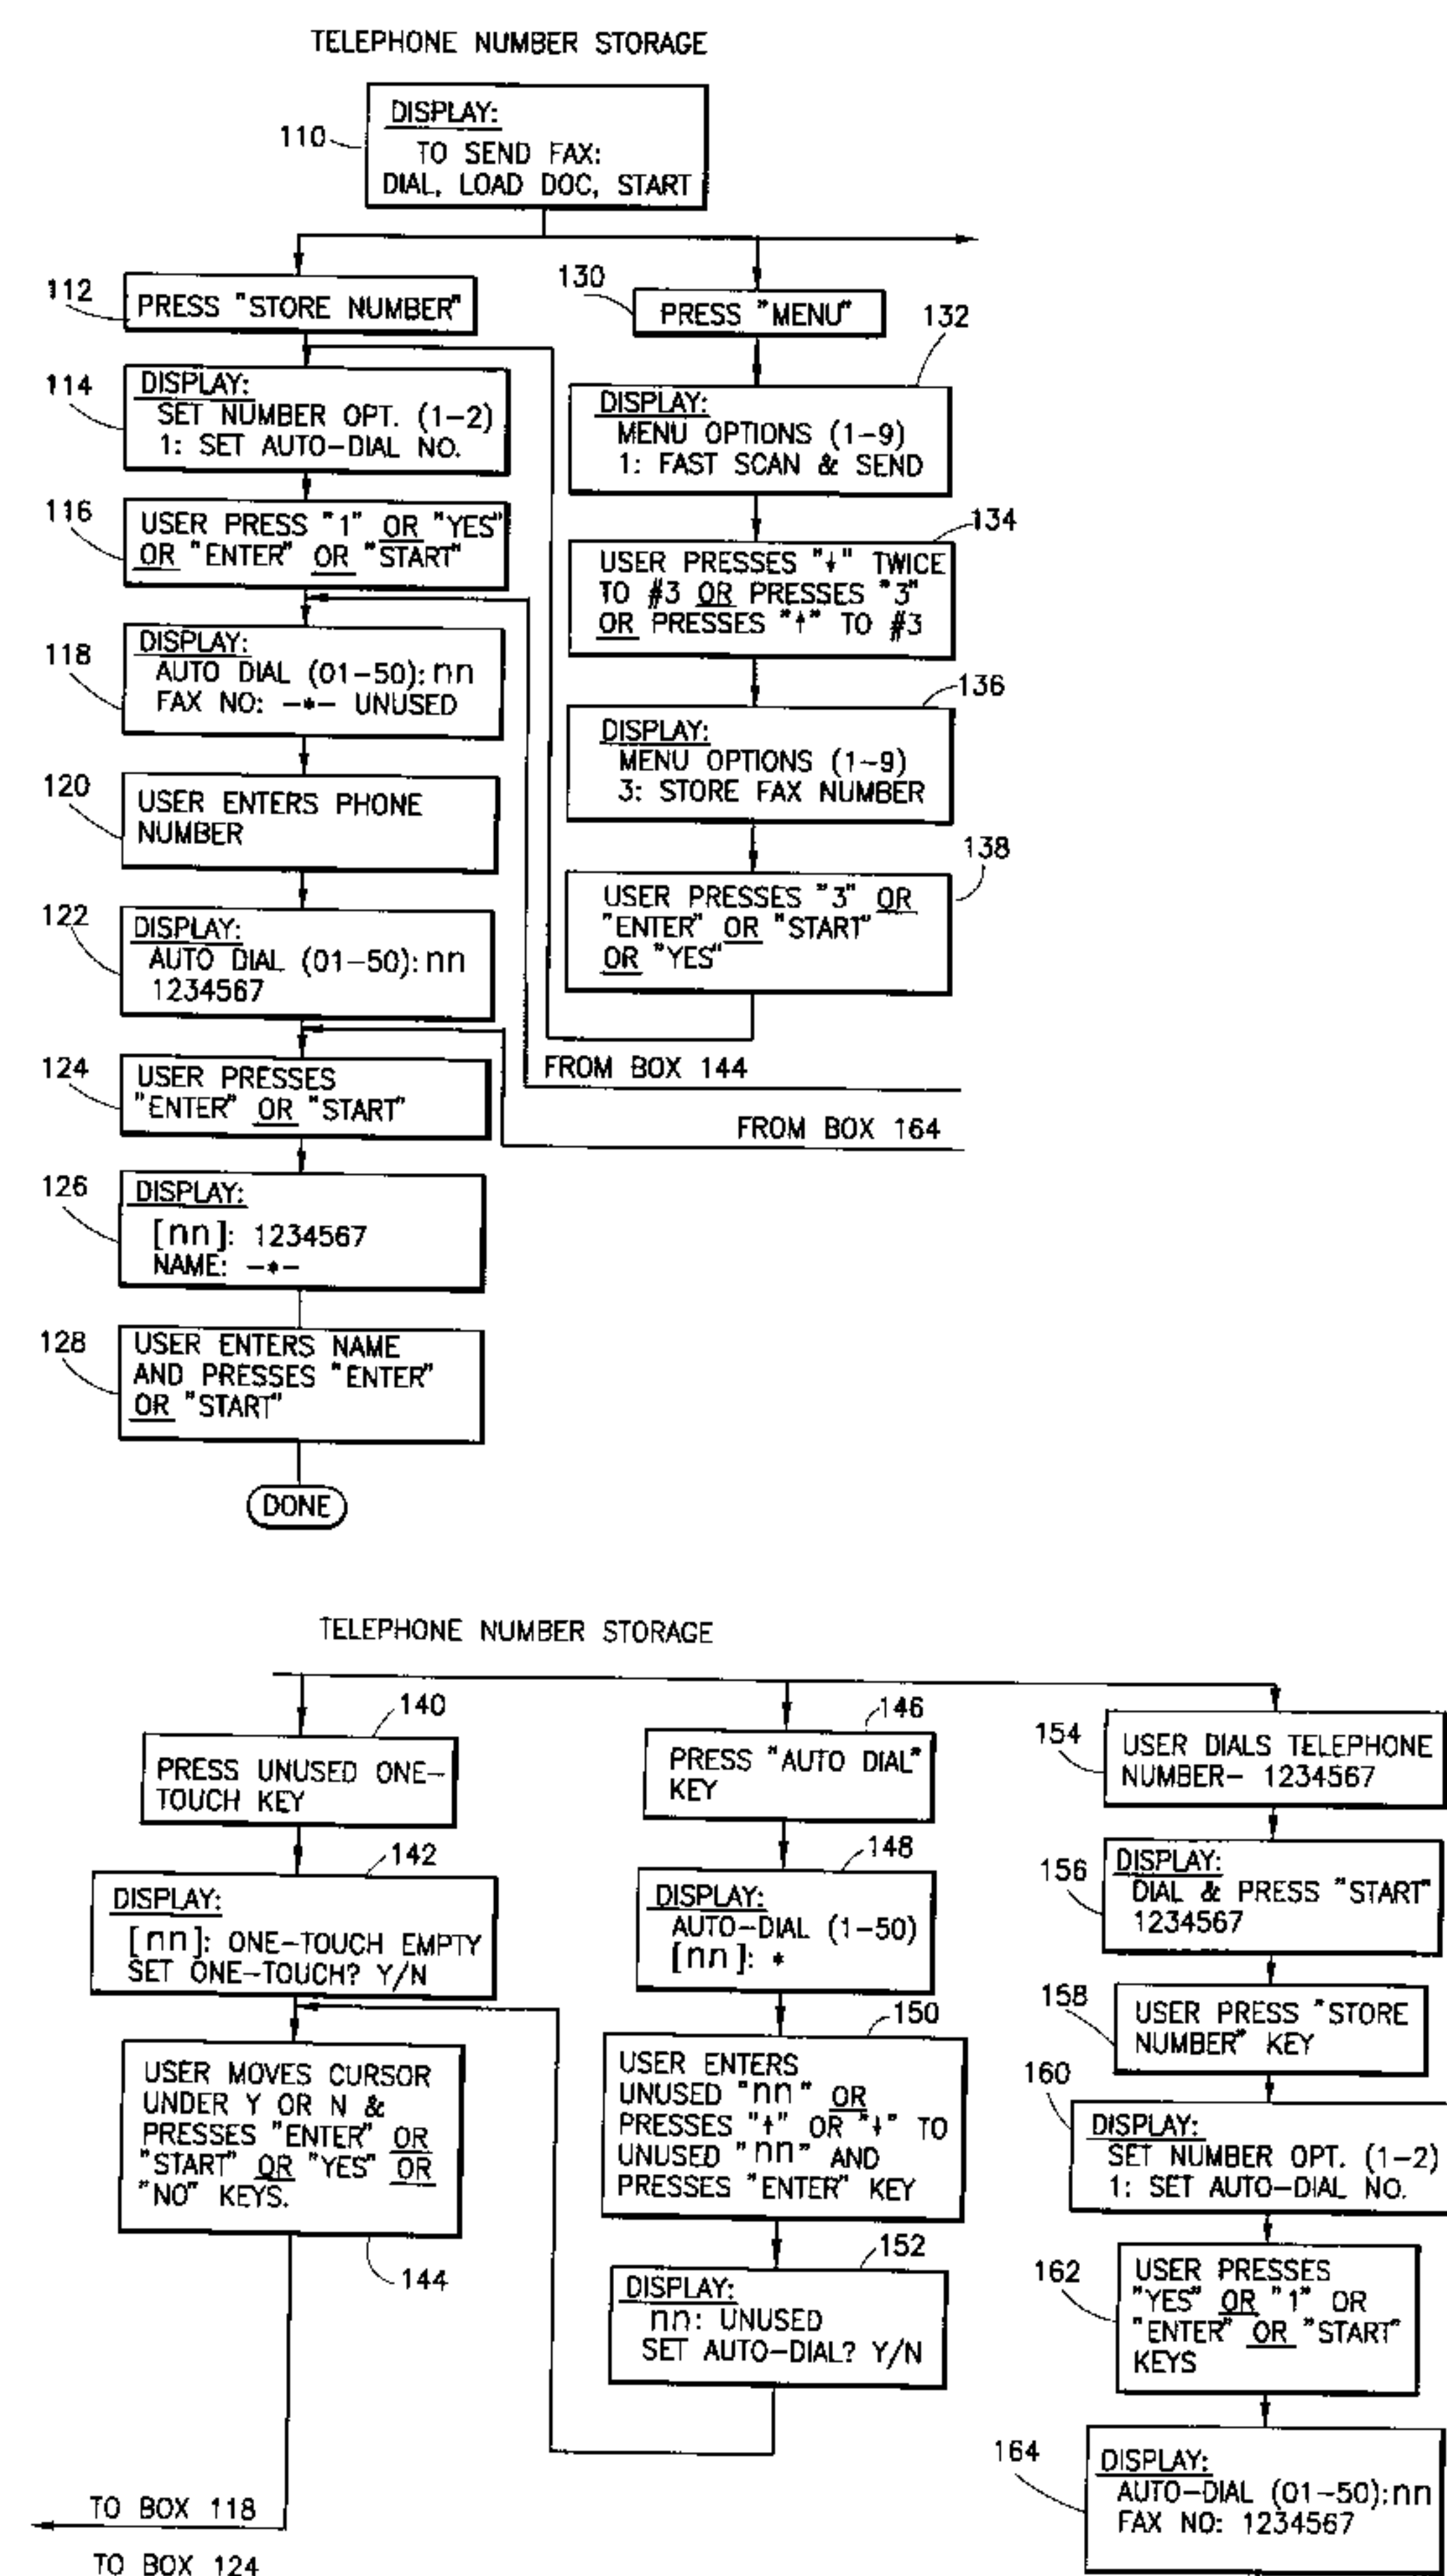 TELEPHONE NUMBER STORAGE
110
DISPLAY:
TO SEND FAX:
DIAL, LOAD DOC, START
112
PRESS "STORE NUMBER"
114
DISPLAY:
SET NUMBER OPT. (1-2)
1: SET AUTO-DIAL NO.
116
USER PRESS "1" OR "YES"
OR "ENTER" OR "START"
118
DISPLAY:
AUTO DIAL (01-50): nn
FAX NO: -*- UNUSED
120
USER ENTERS PHONE
NUMBER
122
DISPLAY:
AUTO DIAL (01-50): nn
1234567
124
USER PRESSES
"ENTER" OR "START"
126
DISPLAY:
[nn]: 1234567
NAME: -*-
128
USER ENTERS NAME
AND PRESSES "ENTER"
OR "START"
DONE
130
PRESS "MENU"
132
DISPLAY:
MENU OPTIONS (1-9)
1: FAST SCAN & SEND
134
USER PRESSES "↓" TWICE
TO #3 OR PRESSES "3"
OR PRESSES "↑" TO #3
136
DISPLAY:
MENU OPTIONS (1-9)
3: STORE FAX NUMBER
138
USER PRESSES "3" OR
"ENTER" OR "START"
OR "YES"
FROM BOX 144
FROM BOX 164
TELEPHONE NUMBER STORAGE
140
PRESS UNUSED ONE-
TOUCH KEY
142
DISPLAY:
[nn]: ONE-TOUCH EMPTY
SET ONE-TOUCH? Y/N
USER MOVES CURSOR
UNDER Y OR N &
PRESSES "ENTER" OR
"START" OR "YES" OR
"NO" KEYS.
144
TO BOX 118
TO BOX 124
146
PRESS "AUTO DIAL"
KEY
148
DISPLAY:
AUTO-DIAL (1-50)
[nn]: *
150
USER ENTERS
UNUSED "nn" OR
PRESSES "↑" OR "↓" TO
UNUSED "nn" AND
PRESSES "ENTER" KEY
152
DISPLAY:
nn: UNUSED
SET AUTO-DIAL? Y/N
154
USER DIALS TELEPHONE
NUMBER- 1234567
156
DISPLAY:
DIAL & PRESS "START"
1234567
158
USER PRESS "STORE
NUMBER" KEY
160
DISPLAY:
SET NUMBER OPT. (1-2)
1: SET AUTO-DIAL NO.
162
USER PRESSES
"YES" OR "1" OR
"ENTER" OR "START"
KEYS
164
DISPLAY:
AUTO-DIAL (01-50): nn
FAX NO: 1234567